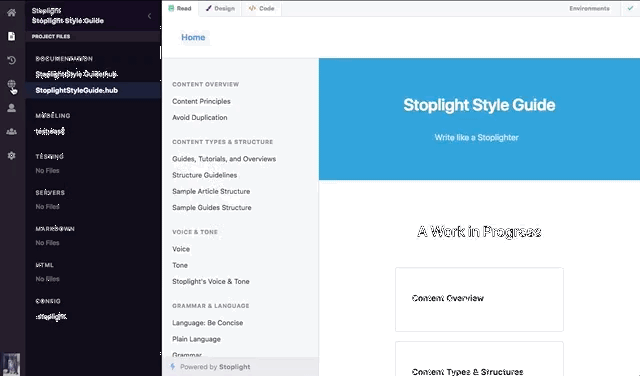 Stoplight
Stoplight Style Guide
PROJECT FILES
DOCUMENTATION
StoplightStyleGuide.hub
MODELING
TESTING
No Files
SERVERS
No Files
MARKDOWN
No Files
HTML
No Files
CONFIG
.stoplight
Read
Design
Code
Environments
Home
CONTENT OVERVIEW
Content Principles
Avoid Duplication
CONTENT TYPES & STRUCTURE
Guides, Tutorials, and Overviews
Structure Guidelines
Sample Article Structure
Sample Guides Structure
VOICE & TONE
Voice
Tone
Stoplight's Voice & Tone
GRAMMAR & LANGUAGE
Language: Be Concise
Plain Language
Grammar
Powered by Stoplight
Stoplight Style Guide
Write like a Stoplighter
A Work in Progress
Content Overview
Content Types & Structures